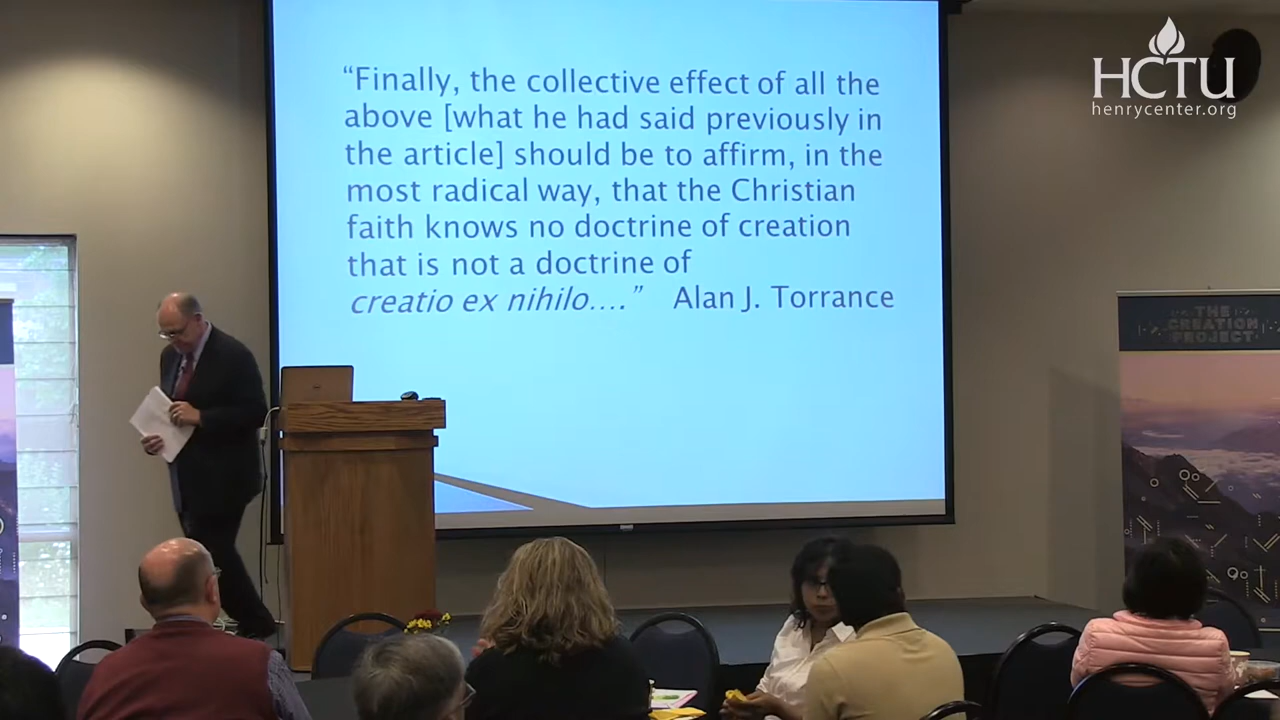 “Finally, the collective effect of all the
above [what he had said previously in
the article] should be to affirm, in the
most radical way, that the Christian
faith knows no doctrine of creation
that is not a doctrine of
creatio ex nihilo....”   Alan J. Torrance
HCTU
henrycenter.org
THE
CREATION
PROJECT